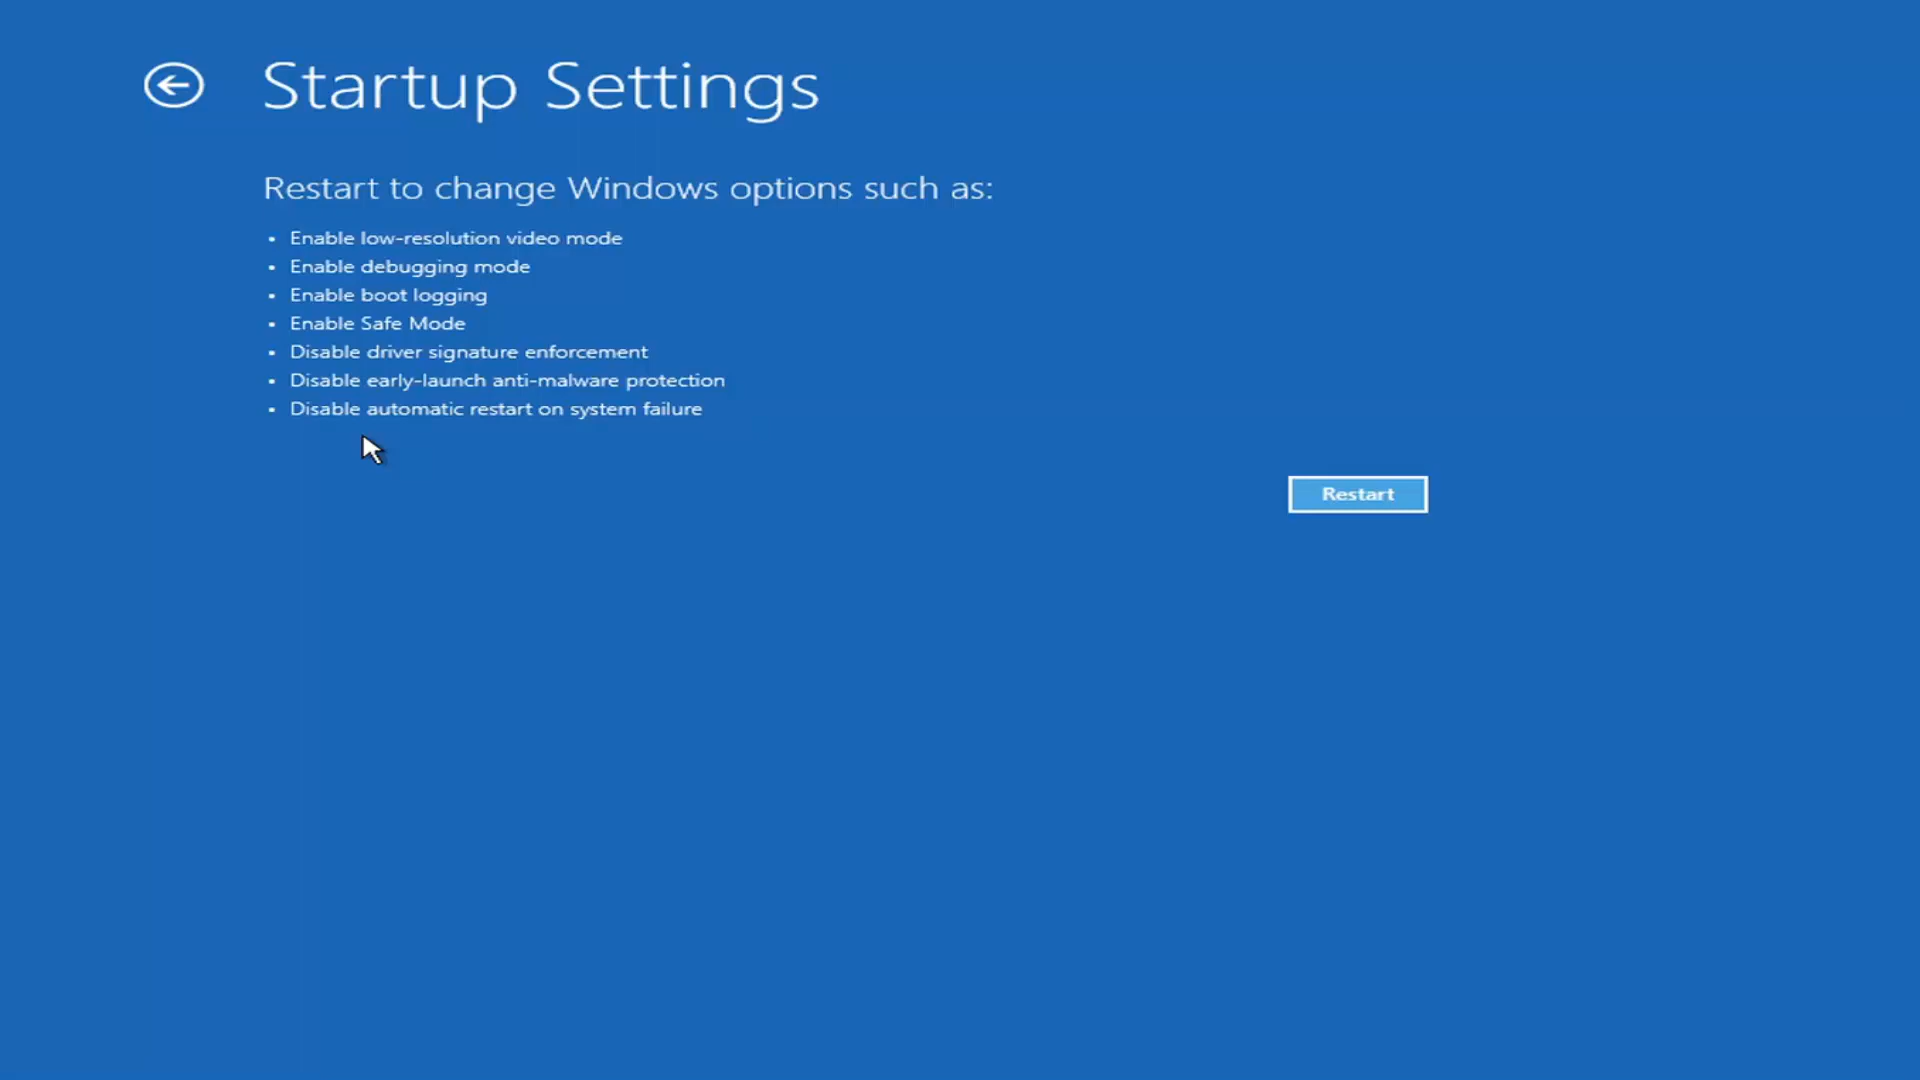 Startup Settings
Restart to change Windows options such as:
• Enable low-resolution video mode
• Enable debugging mode
• Enable boot logging
• Enable Safe Mode
• Disable driver signature enforcement
• Disable early-launch anti-malware protection
• Disable automatic restart on system failure
Restart